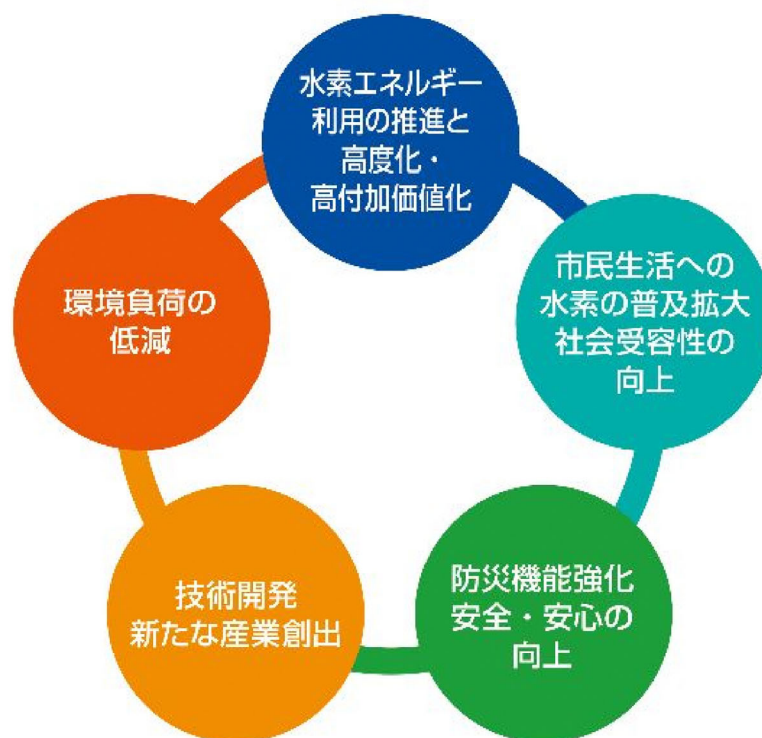 水素エネルギー
利用の推進と
高度化・
高付加価値化
市民生活への
水素の普及拡大
社会受容性の
向上
防災機能強化
安全・安心の
向上
技術開発
新たな産業創出
環境負荷の
低減